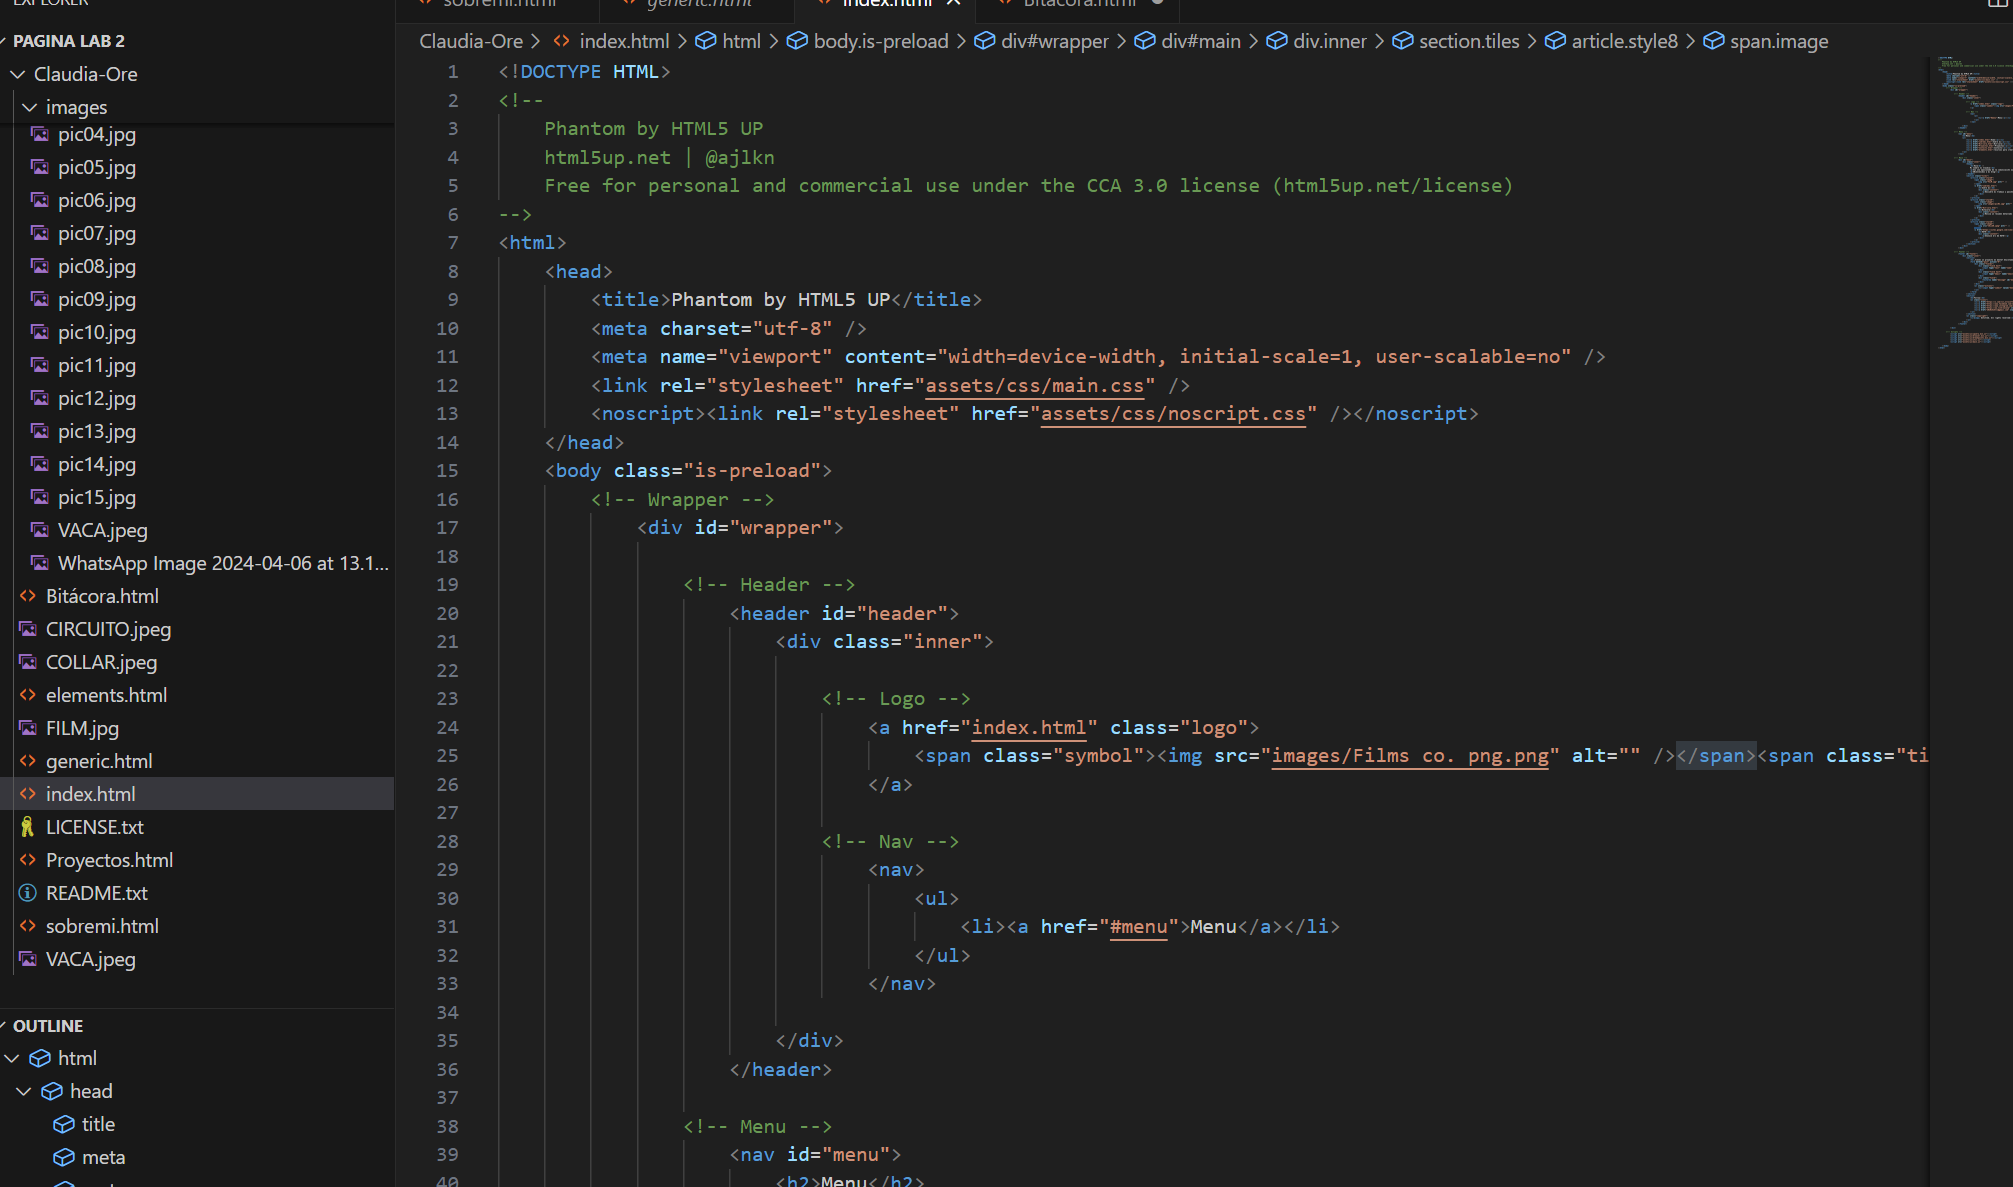 EXPLORER
PAGINA LAB 2
Claudia-Ore
images
pic04.jpg
pic05.jpg
pic06.jpg
pic07.jpg
pic08.jpg
pic09.jpg
pic10.jpg
pic11.jpg
pic12.jpg
pic13.jpg
pic14.jpg
pic15.jpg
VACA.jpeg
WhatsApp Image 2024-04-06 at 13.1...
Bitácora.html
CIRCUITO.jpeg
COLLAR.jpeg
elements.html
FILM.jpg
generic.html
index.html
LICENSE.txt
Proyectos.html
README.txt
sobremi.html
VACA.jpeg
OUTLINE
html
head
title
meta
sobremi.html generic.html index.html Bitácora.html
Claudia-Ore > index.html > html > body.is-preload > div#wrapper > div#main > div.inner > section.tiles > article.style8 > span.image
1 <!DOCTYPE HTML>
2 <!--
3 Phantom by HTML5 UP
4 html5up.net | @ajlkn
5 Free for personal and commercial use under the CCA 3.0 license (html5up.net/license)
6 -->
7 <html>
8 <head>
9 <title>Phantom by HTML5 UP</title>
10 <meta charset="utf-8" />
11 <meta name="viewport" content="width=device-width, initial-scale=1, user-scalable=no" />
12 <link rel="stylesheet" href="assets/css/main.css" />
13 <noscript><link rel="stylesheet" href="assets/css/noscript.css" /></noscript>
14 </head>
15 <body class="is-preload">
16 <!-- Wrapper -->
17 <div id="wrapper">
18
19 <!-- Header -->
20 <header id="header">
21 <div class="inner">
22
23 <!-- Logo -->
24 <a href="index.html" class="logo">
25 <span class="symbol"><img src="images/Films co. png.png" alt="" /></span><span class="ti
26 </a>
27
28 <!-- Nav -->
29 <nav>
30 <ul>
31 <li><a href="#menu">Menu</a></li>
32 </ul>
33 </nav>
34
35 </div>
36 </header>
37
38 <!-- Menu -->
39 <nav id="menu">
40 <h2>Menu</h2>